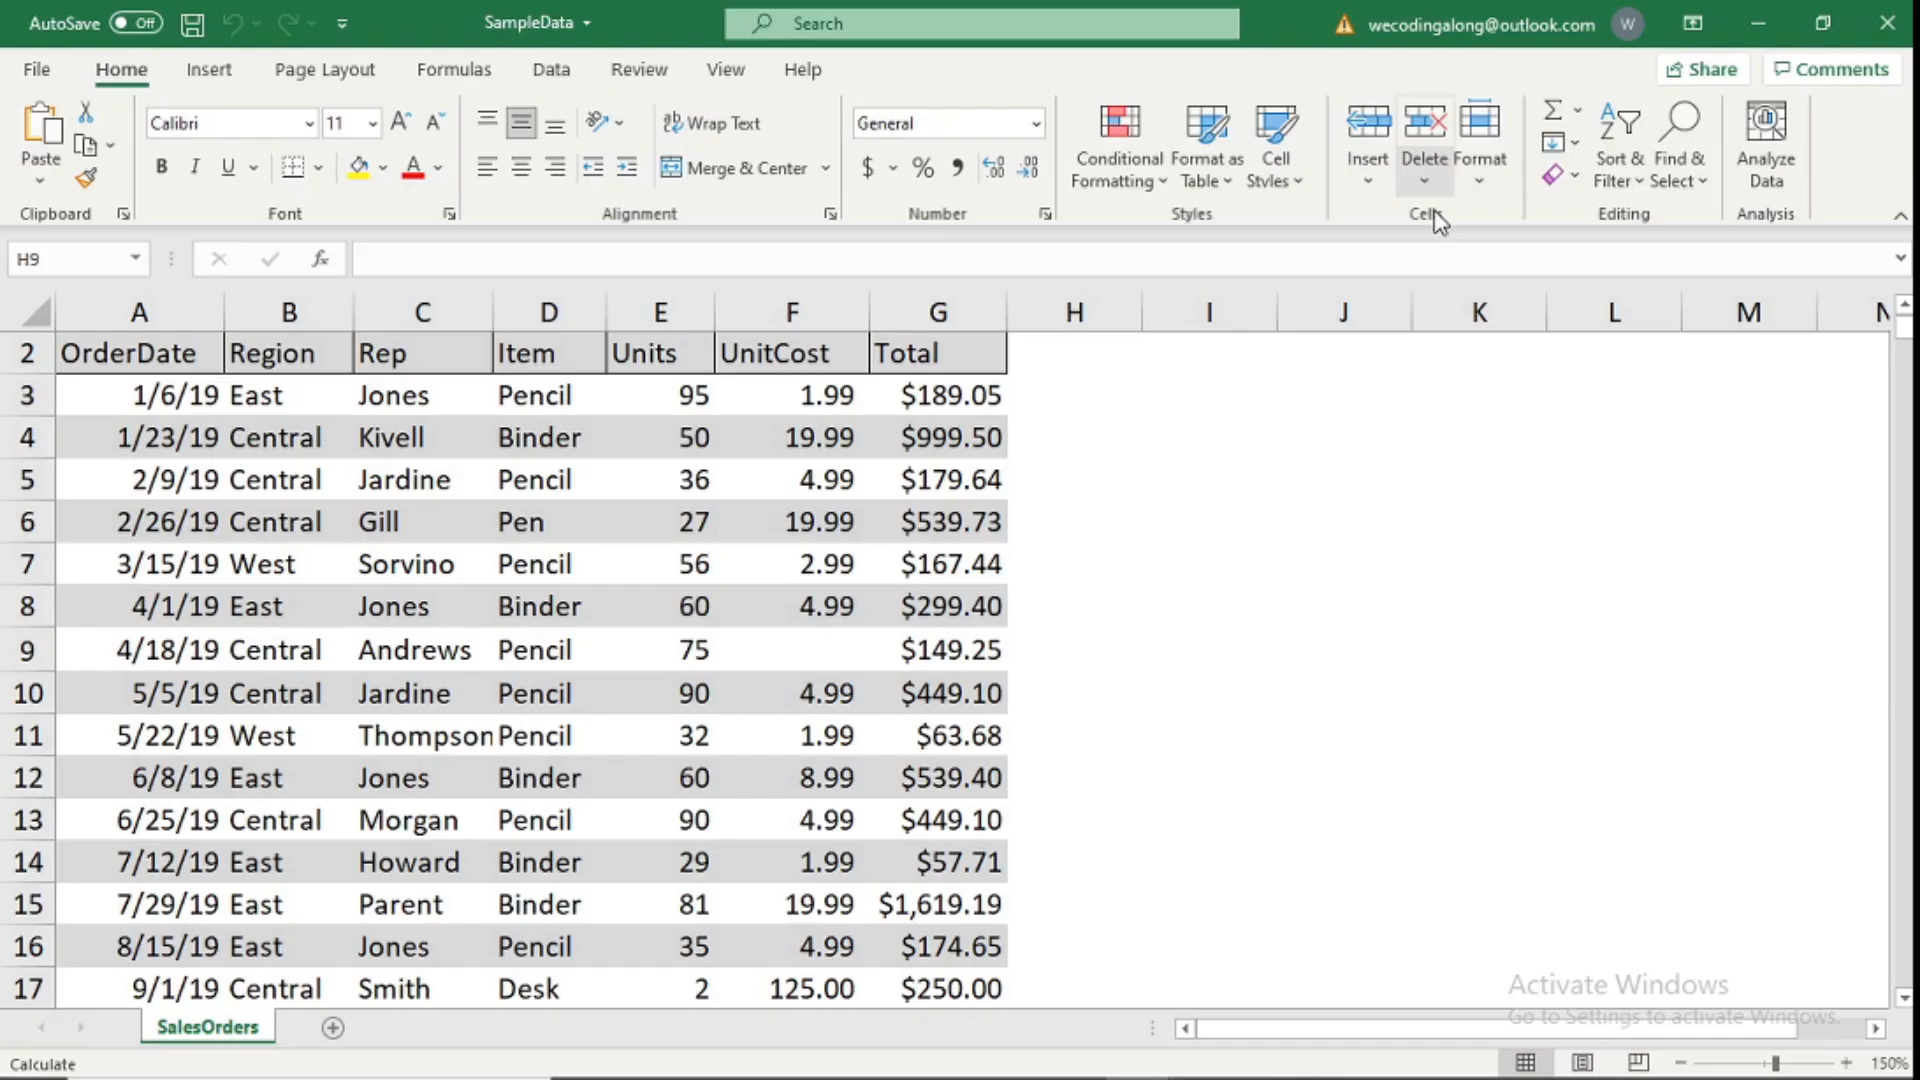 AutoSave Off SampleData Search wecodingalong@outlook.com W
File Home Insert Page Layout Formulas Data Review View Help Share Comments
Paste Calibri 11 A A Wrap Text General Conditional Formatting Format as Table Cell Styles Insert Delete Format Sort & Filter Find & Select Analyze Data
B I U A Merge & Center $ % 9
Clipboard Font Alignment Number Styles Cells Editing Analysis
H9 fx
A B C D E F G H I J K L M N
2 OrderDate Region Rep Item Units UnitCost Total
3 1/6/19 East Jones Pencil 95 1.99 $189.05
4 1/23/19 Central Kivell Binder 50 19.99 $999.50
5 2/9/19 Central Jardine Pencil 36 4.99 $179.64
6 2/26/19 Central Gill Pen 27 19.99 $539.73
7 3/15/19 West Sorvino Pencil 56 2.99 $167.44
8 4/1/19 East Jones Binder 60 4.99 $299.40
9 4/18/19 Central Andrews Pencil 75 $149.25
10 5/5/19 Central Jardine Pencil 90 4.99 $449.10
11 5/22/19 West Thompson Pencil 32 1.99 $63.68
12 6/8/19 East Jones Binder 60 8.99 $539.40
13 6/25/19 Central Morgan Pencil 90 4.99 $449.10
14 7/12/19 East Howard Binder 29 1.99 $57.71
15 7/29/19 East Parent Binder 81 19.99 $1,619.19
16 8/15/19 East Jones Pencil 35 4.99 $174.65
17 9/1/19 Central Smith Desk 2 125.00 $250.00
Activate Windows
Go to Settings to activate Windows.
SalesOrders
Calculate 150%